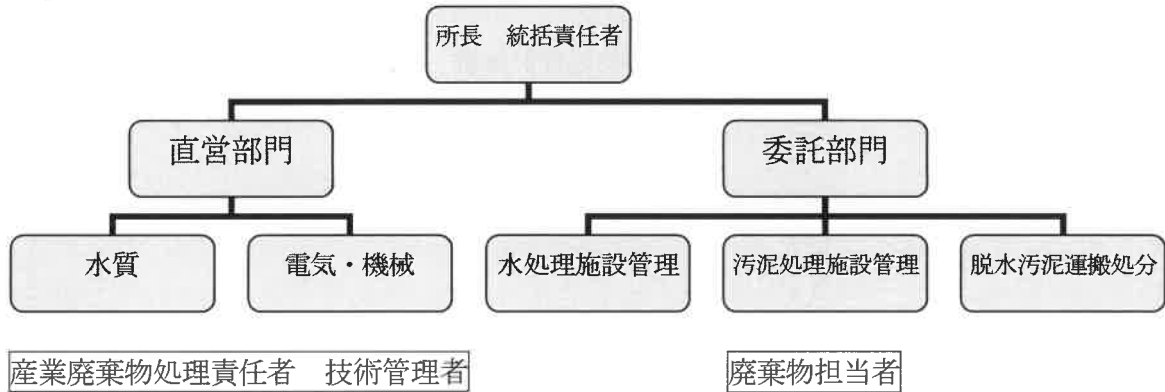 所長　統括責任者
直営部門
委託部門
水質
電気・機械
水処理施設管理
汚泥処理施設管理
脱水汚泥運搬処分
産業廃棄物処理責任者　技術管理者
廃棄物担当者